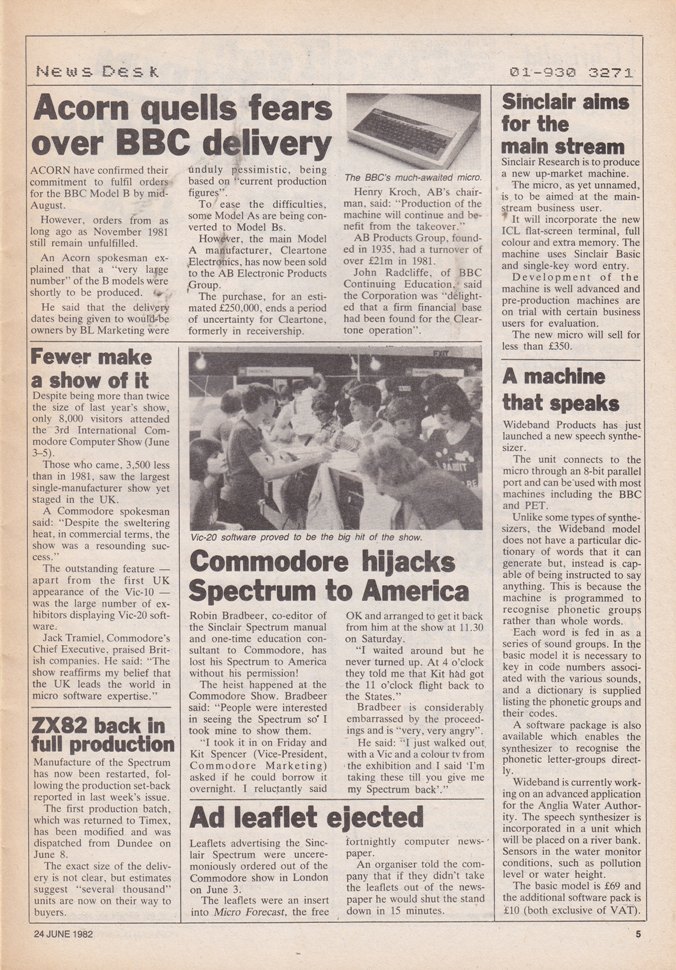 News Desk
01-930 3271
Acorn quells fears
over BBC delivery
ACORN have confirmed their
commitment to fulfil orders
for the BBC Model B by mid-
August.
However, orders from as
long ago as November 1981
still remain unfulfilled.
An Acorn spokesman ex-
plained that a "very large
number" of the B models were
shortly to be produced.
He said that the delivery
dates being given to would-be
owners by BL Marketing were
unduly pessimistic, being
based on "current production
figures".
To ease the difficulties,
some Model As are being con-
verted to Model Bs.
However, the main Model
A manufacturer, Cleartone
Electronics, has now been sold
to the AB Electronic Products
Group.
The purchase, for an esti-
mated £250,000, ends a period
of uncertainty for Cleartone,
formerly in receivership.
The BBC's much-awaited micro.
Henry Kroch, AB's chair-
man, said: "Production of the
machine will continue and be-
nefit from the takeover."
AB Products Group, found-
ed in 1935, had a turnover of
over £21m in 1981.
John Radcliffe, of BBC
Continuing Education, said
the Corporation was "delight-
ed that a firm financial base
had been found for the Clear-
tone operation".
Sinclair aims
for the
main stream
Sinclair Research is to produce
a new up-market machine.
The micro, as yet unnamed,
is to be aimed at the main-
stream business user.
It will incorporate the new
ICL flat-screen terminal, full
colour and extra memory. The
machine uses Sinclair Basic
and single-key word entry.
Development of the
machine is well advanced and
pre-production machines are
on trial with certain business
users for evaluation.
The new micro will sell for
less than £350.
Fewer make
a show of it
Despite being more than twice
the size of last year's show,
only 8,000 visitors attended
the 3rd International Com-
modore Computer Show (June
3-5).
Those who came, 3,500 less
than in 1981, saw the largest
single-manufacturer show yet
staged in the UK.
A Commodore spokesman
said: "Despite the sweltering
heat, in commercial terms, the
show was a resounding suc-
cess."
The outstanding feature —
apart from the first UK
appearance of the Vic-10 —
was the large number of ex-
hibitors displaying Vic-20 soft-
ware.
Jack Tramiel, Commodore's
Chief Executive, praised Brit-
ish companies. He said: "The
show reaffirms my belief that
the UK leads the world in
micro software expertise."
ZX82 back in
full production
Manufacture of the Spectrum
has now been restarted, fol-
lowing the production set-back
reported in last week's issue.
The first production batch,
which was returned to Timex,
has been modified and was
dispatched from Dundee on
June 8.
The exact size of the deliv-
ery is not clear, but estimates
suggest "several thousand"
units are now on their way to
buyers.
EXIT
Vic-20 software proved to be the big hit of the show.
Commodore hijacks
Spectrum to America
Robin Bradbeer, co-editor of
the Sinclair Spectrum manual
and one-time education con-
sultant to Commodore, has
lost his Spectrum to America
without his permission!
The heist happened at the
Commodore Show. Bradbeer
said: "People were interested
in seeing the Spectrum so I
took mine to show them.
"I took it in on Friday and
Kit Spencer (Vice-President,
Commodore Marketing)
asked if he could borrow it
overnight. I reluctantly said
OK and arranged to get it back
from him at the show at 11.30
on Saturday.
"I waited around but he
never turned up. At 4 o'clock
they told me that Kit had got
the 11 o'clock flight back to
the States."
Bradbeer is considerably
embarrassed by the proceed-
ings and is "very, very angry".
He said: "I just walked out
with a Vic and a colour tv from
the exhibition and I said 'I'm
taking these till you give me
my Spectrum back'."
Ad leaflet ejected
Leaflets advertising the Sinc-
lair Spectrum were uncere-
moniously ordered out of the
Commodore show in London
on June 3.
The leaflets were an insert
into Micro Forecast, the free
fortnightly computer news-
paper.
An organiser told the com-
pany that if they didn't take
the leaflets out of the news-
paper he would shut the stand
down in 15 minutes.
A machine
that speaks
Wideband Products has just
launched a new speech synthe-
sizer.
The unit connects to the
micro through an 8-bit parallel
port and can be used with most
machines including the BBC
and PET.
Unlike some types of synthe-
sizers, the Wideband model
does not have a particular dic-
tionary of words that it can
generate but, instead is cap-
able of being instructed to say
anything. This is because the
machine is programmed to
recognise phonetic groups
rather than whole words.
Each word is fed in as a
series of sound groups. In the
basic model it is necessary to
key in code numbers associ-
ated with the various sounds,
and a dictionary is supplied
listing the phonetic groups and
their codes.
A software package is also
available which enables the
synthesizer to recognise the
phonetic letter-groups direct-
ly.
Wideband is currently work-
ing on an advanced application
for the Anglia Water Author-
ity. The speech synthesizer is
incorporated in a unit which
will be placed on a river bank.
Sensors in the water monitor
conditions, such as pollution
level or water height.
The basic model is £69 and
the additional software pack is
£10 (both exclusive of VAT).
24 JUNE 1982
5